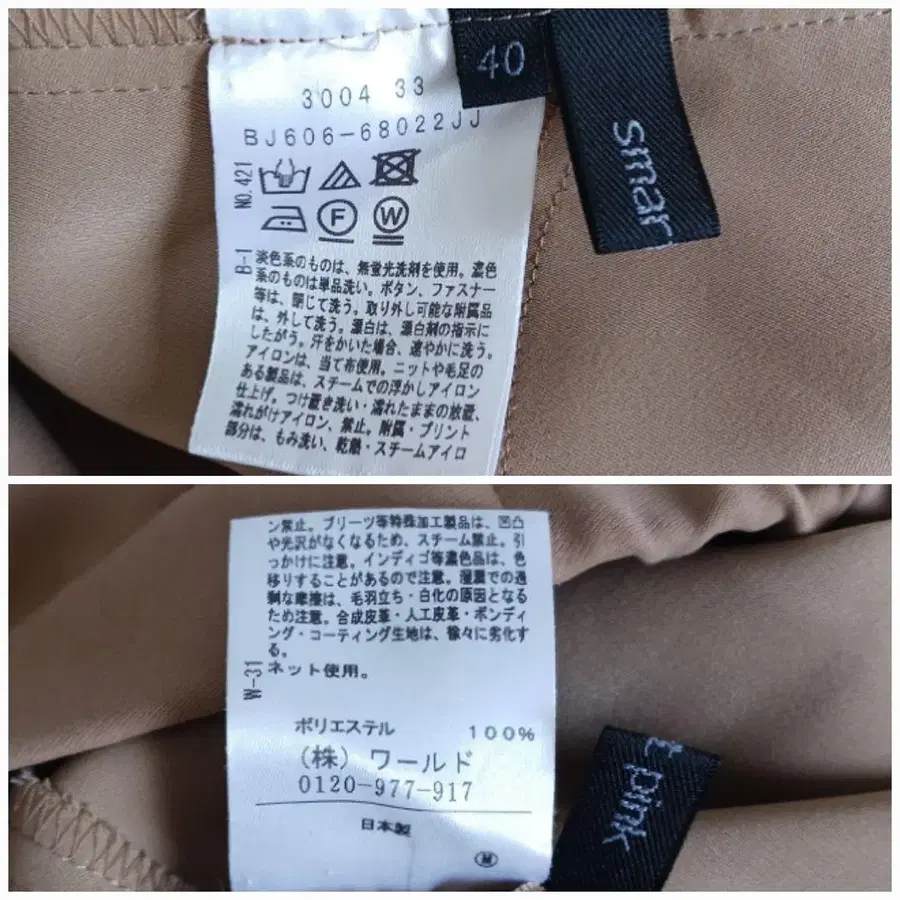 40
3004 33
BJ606-68022JJ
smar
NO.421
F
W
B-1
淡色系のものは、無蛍光洗剤を使用。濃色
系のものは単品洗い。ボタン、ファスナー
等は、閉じて洗う。取り外し可能な附属品
は、外して洗う。漂白は、漂白剤の指示に
したがう。汗をかいた場合、速やかに洗う。
アイロンは、当て布使用。ニットや毛足の
ある製品は、スチームでの浮かしアイロン
仕上げ。つけ置き洗い・濡れたままの放置、
濡れがけアイロン、禁止。附属・プリント
部分は、もみ洗い、乾熱・スチームアイロ
ン禁止。プリーツ等特殊加工製品は、凹凸
や光沢がなくなるため、スチーム禁止。引
っかけに注意。インディゴ等濃色品は、色
移りすることがあるので注意。湿潤での過
剰な摩擦は、毛羽立ち・白化の原因となる
ため注意。合成皮革・人工皮革・ボンディ
ング・コーティング生地は、徐々に劣化す
る。
W-31
ネット使用。
ポリエステル 100%
(株) ワールド
0120-977-917
日本製
M
t pink